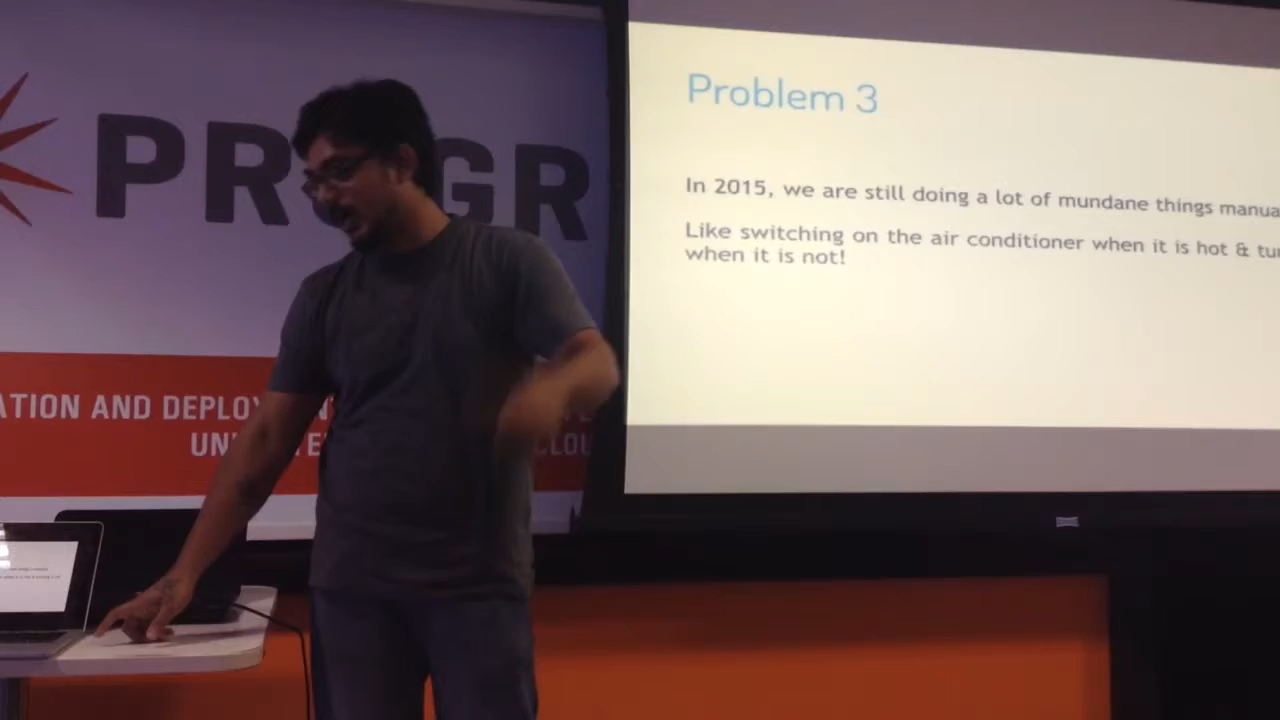 PR GR
ATION AND DEPLOY
CLOU
Problem 3
In 2015, we are still doing a lot of mundane things manua
Like switching on the air conditioner when it is hot & tu
when it is not!